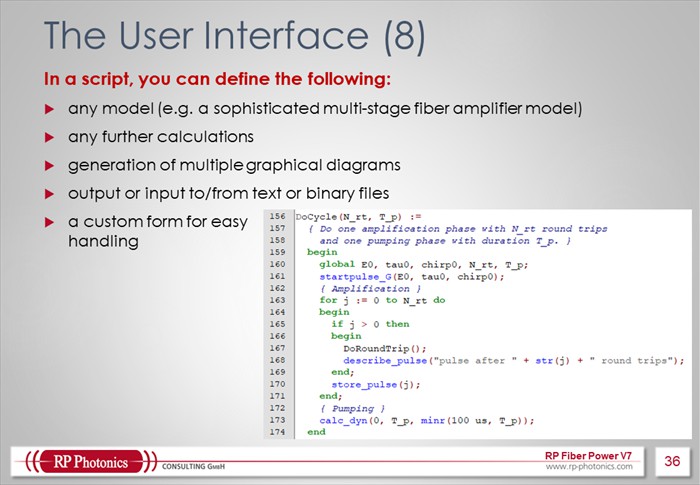 The User Interface (8)
In a script, you can define the following:
▶ any model (e.g. a sophisticated multi-stage fiber amplifier model)
▶ any further calculations
▶ generation of multiple graphical diagrams
▶ output or input to/from text or binary files
▶ a custom form for easy
handling
156 DoCycle(N_rt, T_p) :=
157 { Do one amplification phase with N_rt round trips
158 and one pumping phase with duration T_p. }
159 begin
160 global E0, tau0, chirp0, N_rt, T_p;
161 startpulse_G(E0, tau0, chirp0);
162 { Amplification }
163 for j := 0 to N_rt do
164 begin
165 if j > 0 then
166 begin
167 DoRoundTrip();
168 describe_pulse("pulse after " + str(j) + " round trips");
169 end;
170 store_pulse(j);
171 end;
172 { Pumping }
173 calc_dyn(0, T_p, minr(100 us, T_p));
174 end
RP Photonics CONSULTING GmbH
RP Fiber Power V7
www.rp-photonics.com
36